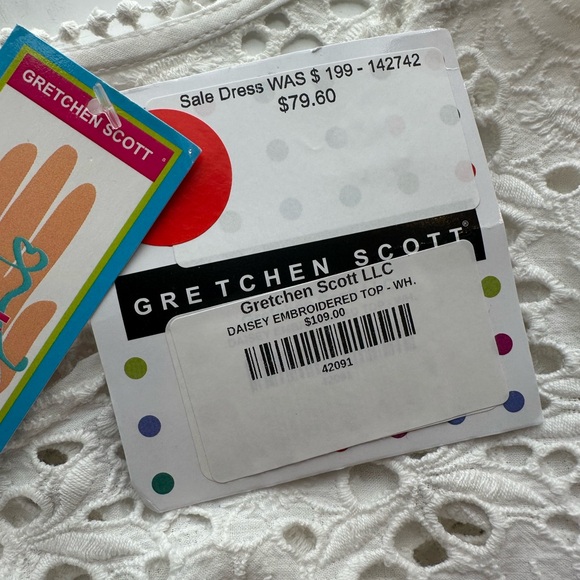 GRETCHEN SCOTT
Sale Dress WAS $ 199 - 142742
$79.60
GRETCHEN SCOTT
Gretchen Scott LLC
DAISEY EMBROIDERED TOP - WH.
$109.00
42091